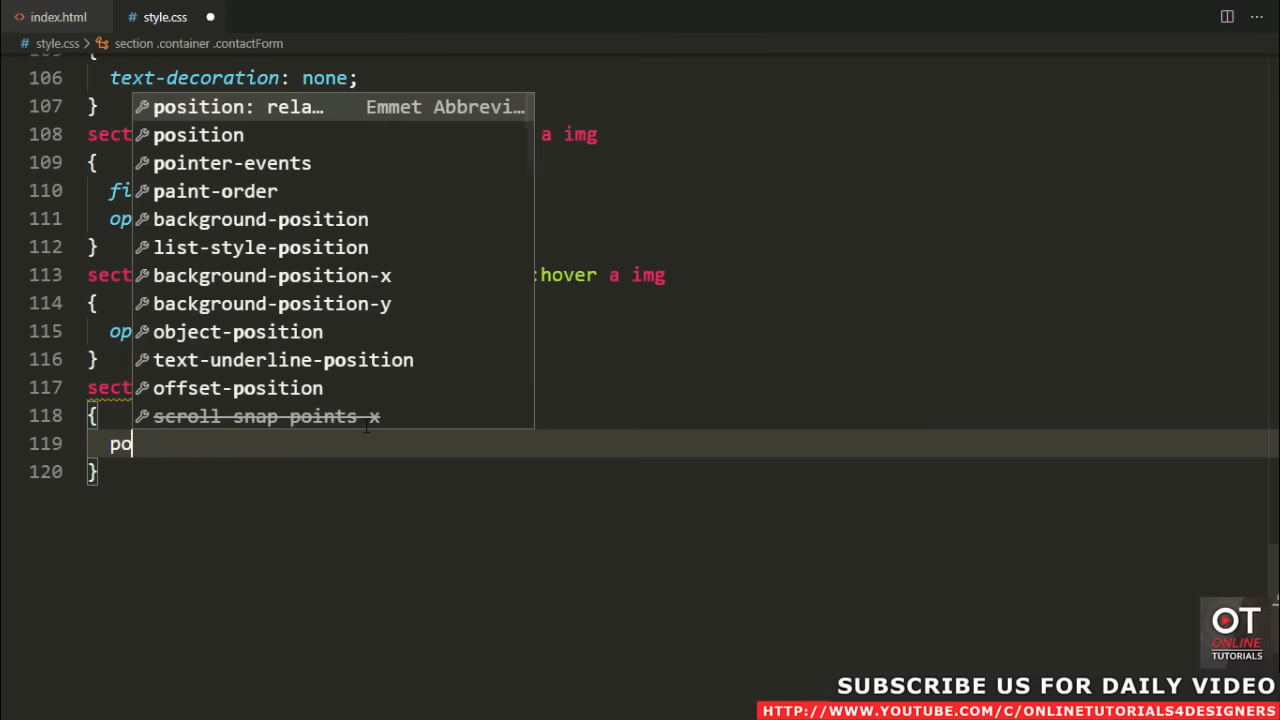 index.html
style.css
style.css > section .container .contactForm
{
106 text-decoration: none;
107 }
position: rela… Emmet Abbrevi…
108 sect a img
position
109 {
pointer-events
110 fi
paint-order
111 op
background-position
112 }
list-style-position
113 sect :hover a img
background-position-x
114 {
background-position-y
115 op
object-position
116 }
text-underline-position
117 sect
offset-position
118 {
scroll-snap-points-x
119 po
120 }
OT
ONLINE
TUTORIALS
SUBSCRIBE US FOR DAILY VIDEO
HTTP://WWW.YOUTUBE.COM/C/ONLINETUTORIALS4DESIGNERS